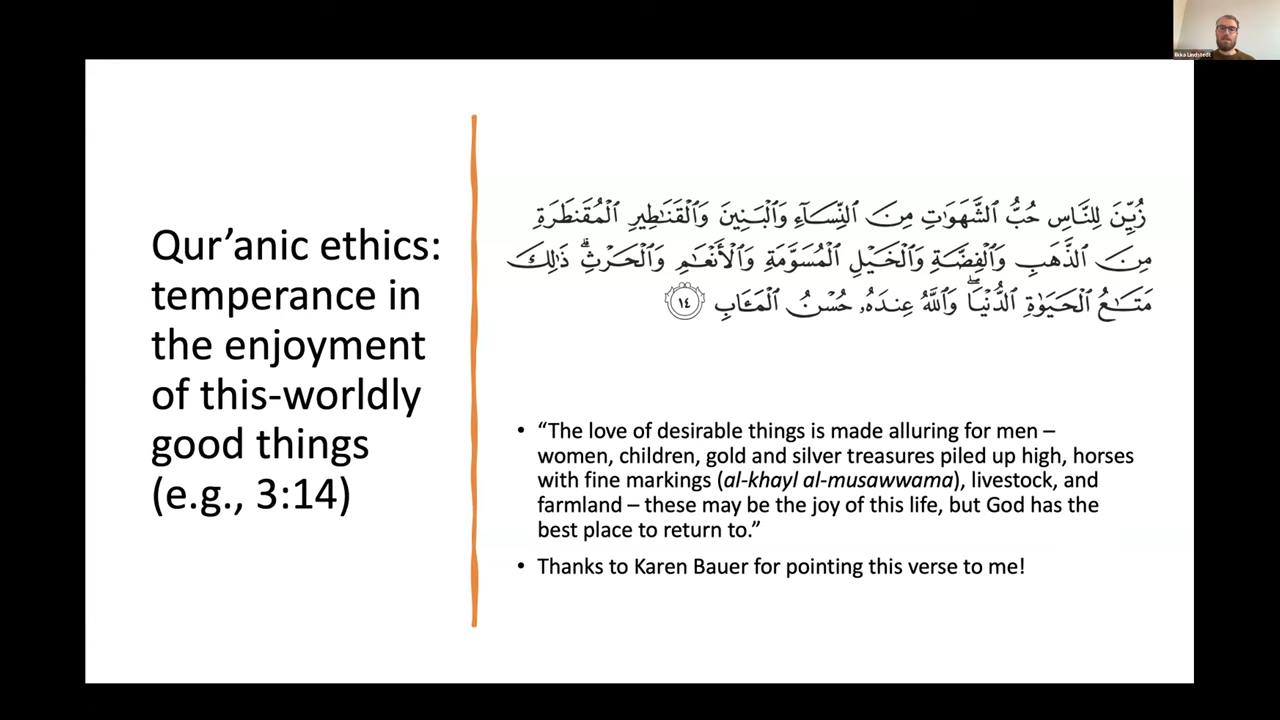 Ilkka Lindstedt
Qur’anic ethics:
temperance in
the enjoyment
of this-worldly
good things
(e.g., 3:14)
زُيِّنَ لِلنَّاسِ حُبُّ ٱلشَّهَوَٰتِ مِنَ ٱلنِّسَآءِ وَٱلْبَنِينَ وَٱلْقَنَـٰطِيرِ ٱلْمُقَنطَرَةِ
مِنَ ٱلذَّهَبِ وَٱلْفِضَّةِ وَٱلْخَيْلِ ٱلْمُسَوَّمَةِ وَٱلْأَنْعَـٰمِ وَٱلْحَرْثِ ۗ ذَٰلِكَ
مَتَـٰعُ ٱلْحَيَوٰةِ ٱلدُّنْيَا ۖ وَٱللَّهُ عِندَهُۥ حُسْنُ ٱلْمَـَٔابِ ١٤
• “The love of desirable things is made alluring for men –
women, children, gold and silver treasures piled up high, horses
with fine markings (al-khayl al-musawwama), livestock, and
farmland – these may be the joy of this life, but God has the
best place to return to.”
• Thanks to Karen Bauer for pointing this verse to me!